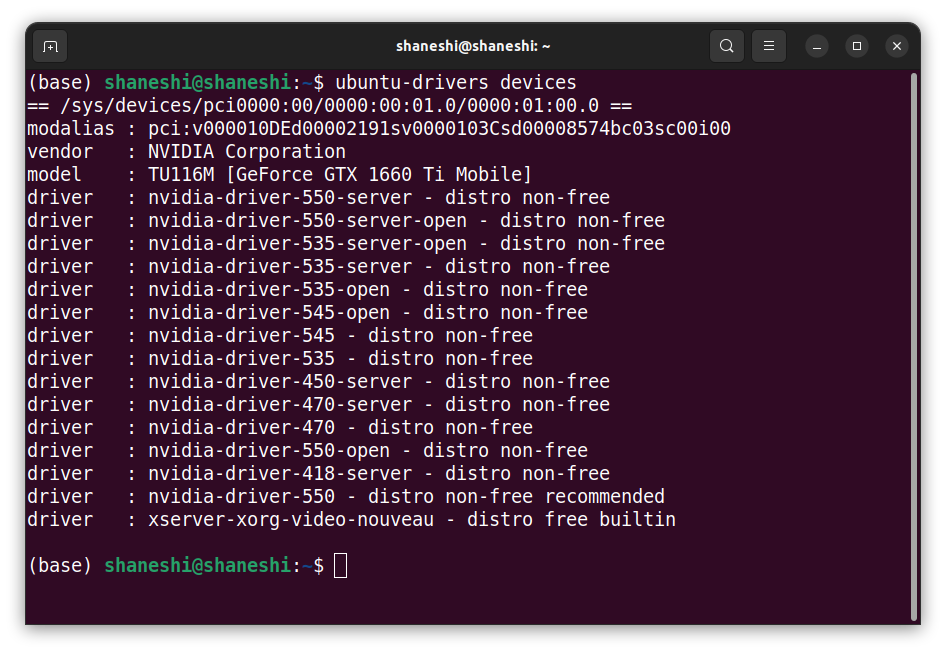 shaneshi@shaneshi: ~
(base) shaneshi@shaneshi:~$ ubuntu-drivers devices
== /sys/devices/pci0000:00/0000:00:01.0/0000:01:00.0 ==
modalias : pci:v000010DEd00002191sv0000103Csd00008574bc03sc00i00
vendor   : NVIDIA Corporation
model    : TU116M [GeForce GTX 1660 Ti Mobile]
driver   : nvidia-driver-550-server - distro non-free
driver   : nvidia-driver-550-server-open - distro non-free
driver   : nvidia-driver-535-server-open - distro non-free
driver   : nvidia-driver-535-server - distro non-free
driver   : nvidia-driver-535-open - distro non-free
driver   : nvidia-driver-545-open - distro non-free
driver   : nvidia-driver-545 - distro non-free
driver   : nvidia-driver-535 - distro non-free
driver   : nvidia-driver-450-server - distro non-free
driver   : nvidia-driver-470-server - distro non-free
driver   : nvidia-driver-470 - distro non-free
driver   : nvidia-driver-550-open - distro non-free
driver   : nvidia-driver-418-server - distro non-free
driver   : nvidia-driver-550 - distro non-free recommended
driver   : xserver-xorg-video-nouveau - distro free builtin
(base) shaneshi@shaneshi:~$